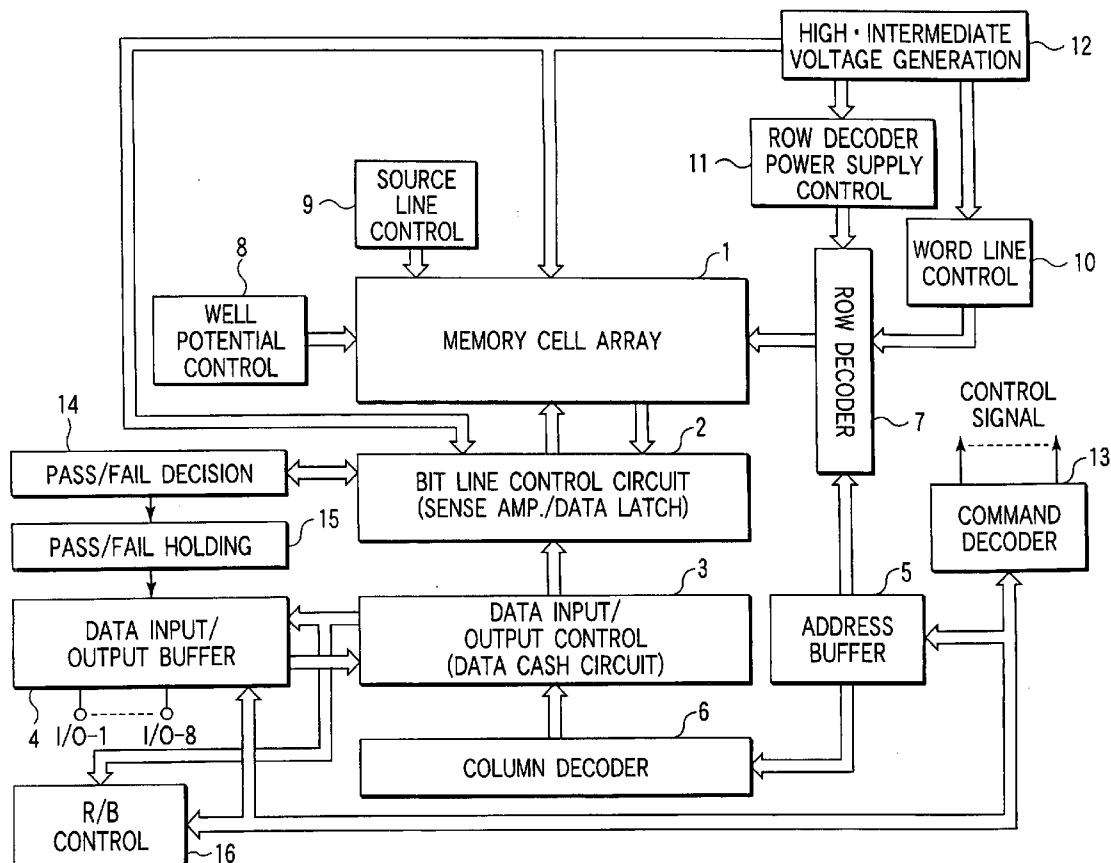 HIGH・INTERMEDIATE
VOLTAGE GENERATION
12
ROW DECODER
POWER SUPPLY
CONTROL
11
SOURCE
LINE
CONTROL
9
WORD LINE
CONTROL
10
8
WELL
POTENTIAL
CONTROL
1
MEMORY CELL ARRAY
ROW DECODER
7
CONTROL
SIGNAL
14
PASS/FAIL DECISION
2
BIT LINE CONTROL CIRCUIT
(SENSE AMP./DATA LATCH)
13
COMMAND
DECODER
15
PASS/FAIL HOLDING
3
DATA INPUT/
OUTPUT CONTROL
(DATA CASH CIRCUIT)
5
ADDRESS
BUFFER
DATA INPUT/
OUTPUT BUFFER
4
I/O-1
I/O-8
6
COLUMN DECODER
R/B
CONTROL
16